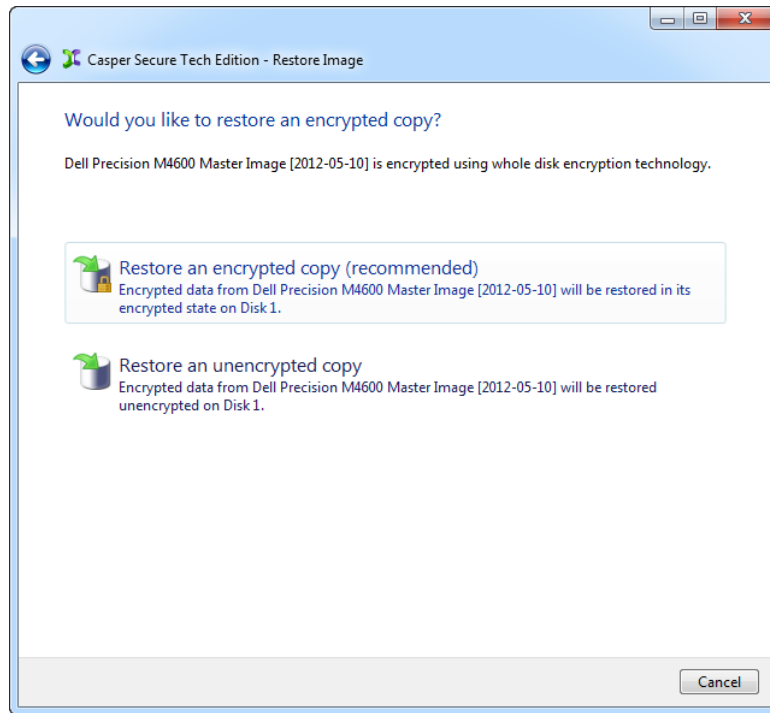 Casper Secure Tech Edition - Restore Image
Would you like to restore an encrypted copy?
Dell Precision M4600 Master Image [2012-05-10] is encrypted using whole disk encryption technology.
Restore an encrypted copy (recommended)
Encrypted data from Dell Precision M4600 Master Image [2012-05-10] will be restored in its
encrypted state on Disk 1.
Restore an unencrypted copy
Encrypted data from Dell Precision M4600 Master Image [2012-05-10] will be restored
unencrypted on Disk 1.
Cancel